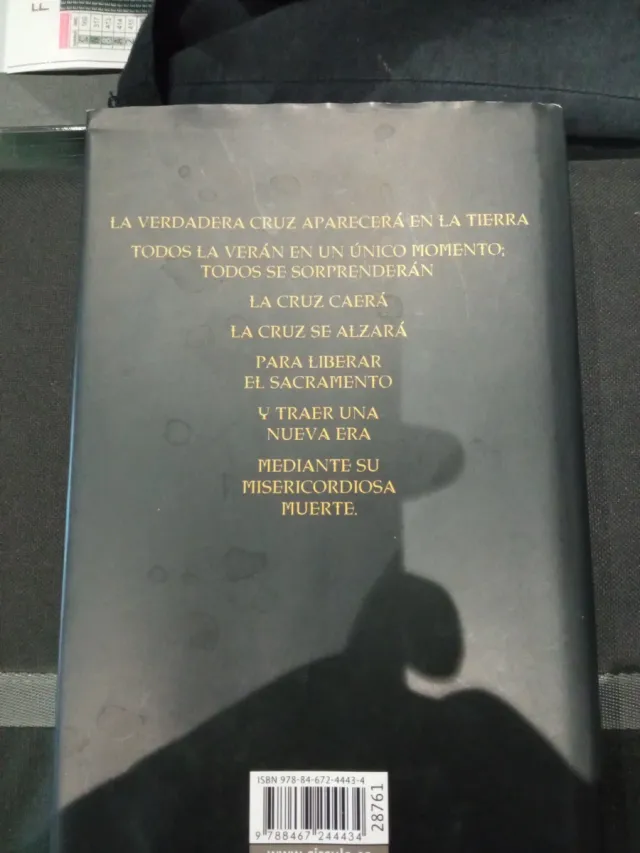 LA VERDADERA CRUZ APARECERÁ EN LA TIERRA
TODOS LA VERÁN EN UN ÚNICO MOMENTO;
TODOS SE SORPRENDERÁN
LA CRUZ CAERÁ
LA CRUZ SE ALZARÁ
PARA LIBERAR
EL SACRAMENTO
Y TRAER UNA
NUEVA ERA
MEDIANTE SU
MISERICORDIOSA
MUERTE.
ISBN 978-84-672-4443-4
28761
9 788467 244434